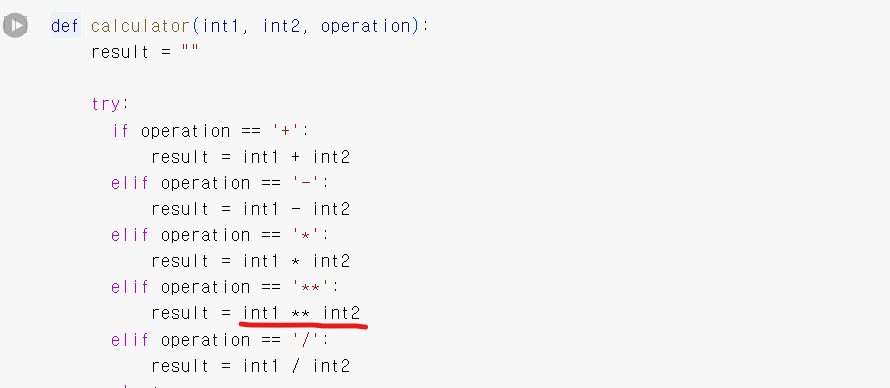 def calculator(int1, int2, operation):
    result = ""
    try:
      if operation == '+':
          result = int1 + int2
      elif operation == '-':
          result = int1 - int2
      elif operation == '*':
          result = int1 * int2
      elif operation == '**':
          result = int1 ** int2
      elif operation == '/':
          result = int1 / int2